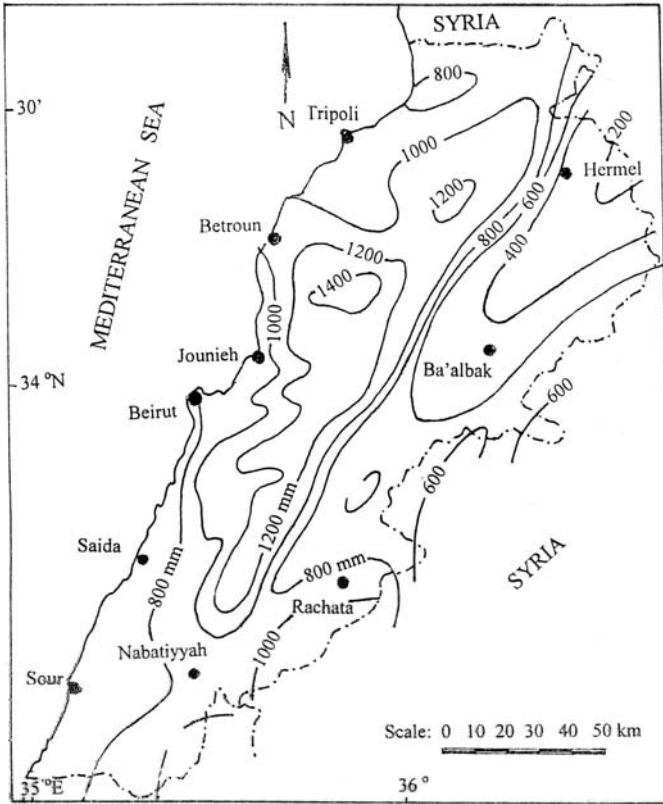 SYRIA
800
30'
Tripoli
N
MEDITERRANEAN SEA
1000
1200
Hermel
1200
600
Betroun
800
1200
400
1400
1000
Jounieh
Ba'albak
34 °N
Beirut
600
600
1200 mm
Saida
800 mm
SYRIA
800 mm
Rachata
1000
Nabatiyyah
Sour
Scale: 0 10 20 30 40 50 km
35 °E
36 °